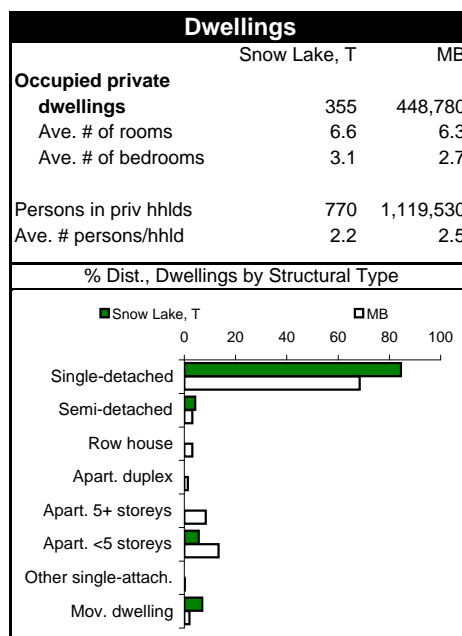 Dwellings
Snow Lake, T MB
Occupied private
dwellings 355 448,780
Ave. # of rooms 6.6 6.3
Ave. # of bedrooms 3.1 2.7
Persons in priv hhlds 770 1,119,530
Ave. # persons/hhld 2.2 2.5
% Dist., Dwellings by Structural Type
Snow Lake, T MB
0 20 40 60 80 100
Single-detached
Semi-detached
Row house
Apart. duplex
Apart. 5+ storeys
Apart. <5 storeys
Other single-attach.
Mov. dwelling